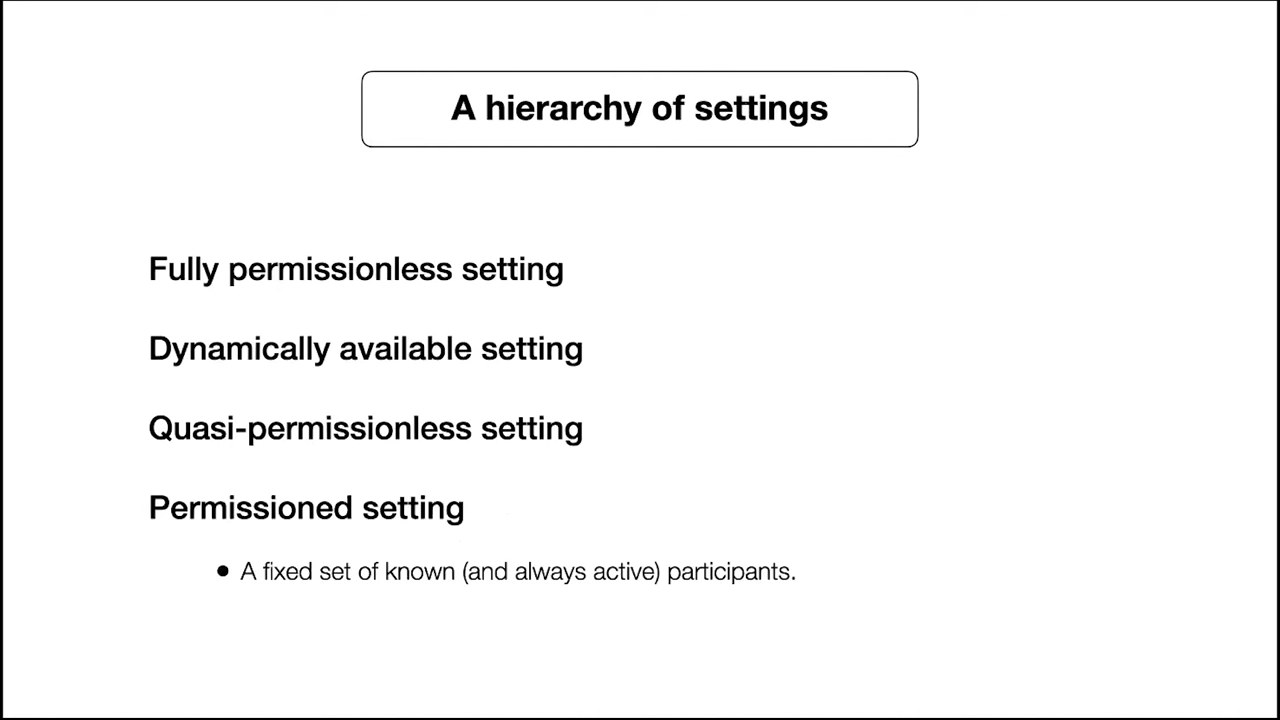 A hierarchy of settings
Fully permissionless setting
Dynamically available setting
Quasi-permissionless setting
Permissioned setting
● A fixed set of known (and always active) participants.